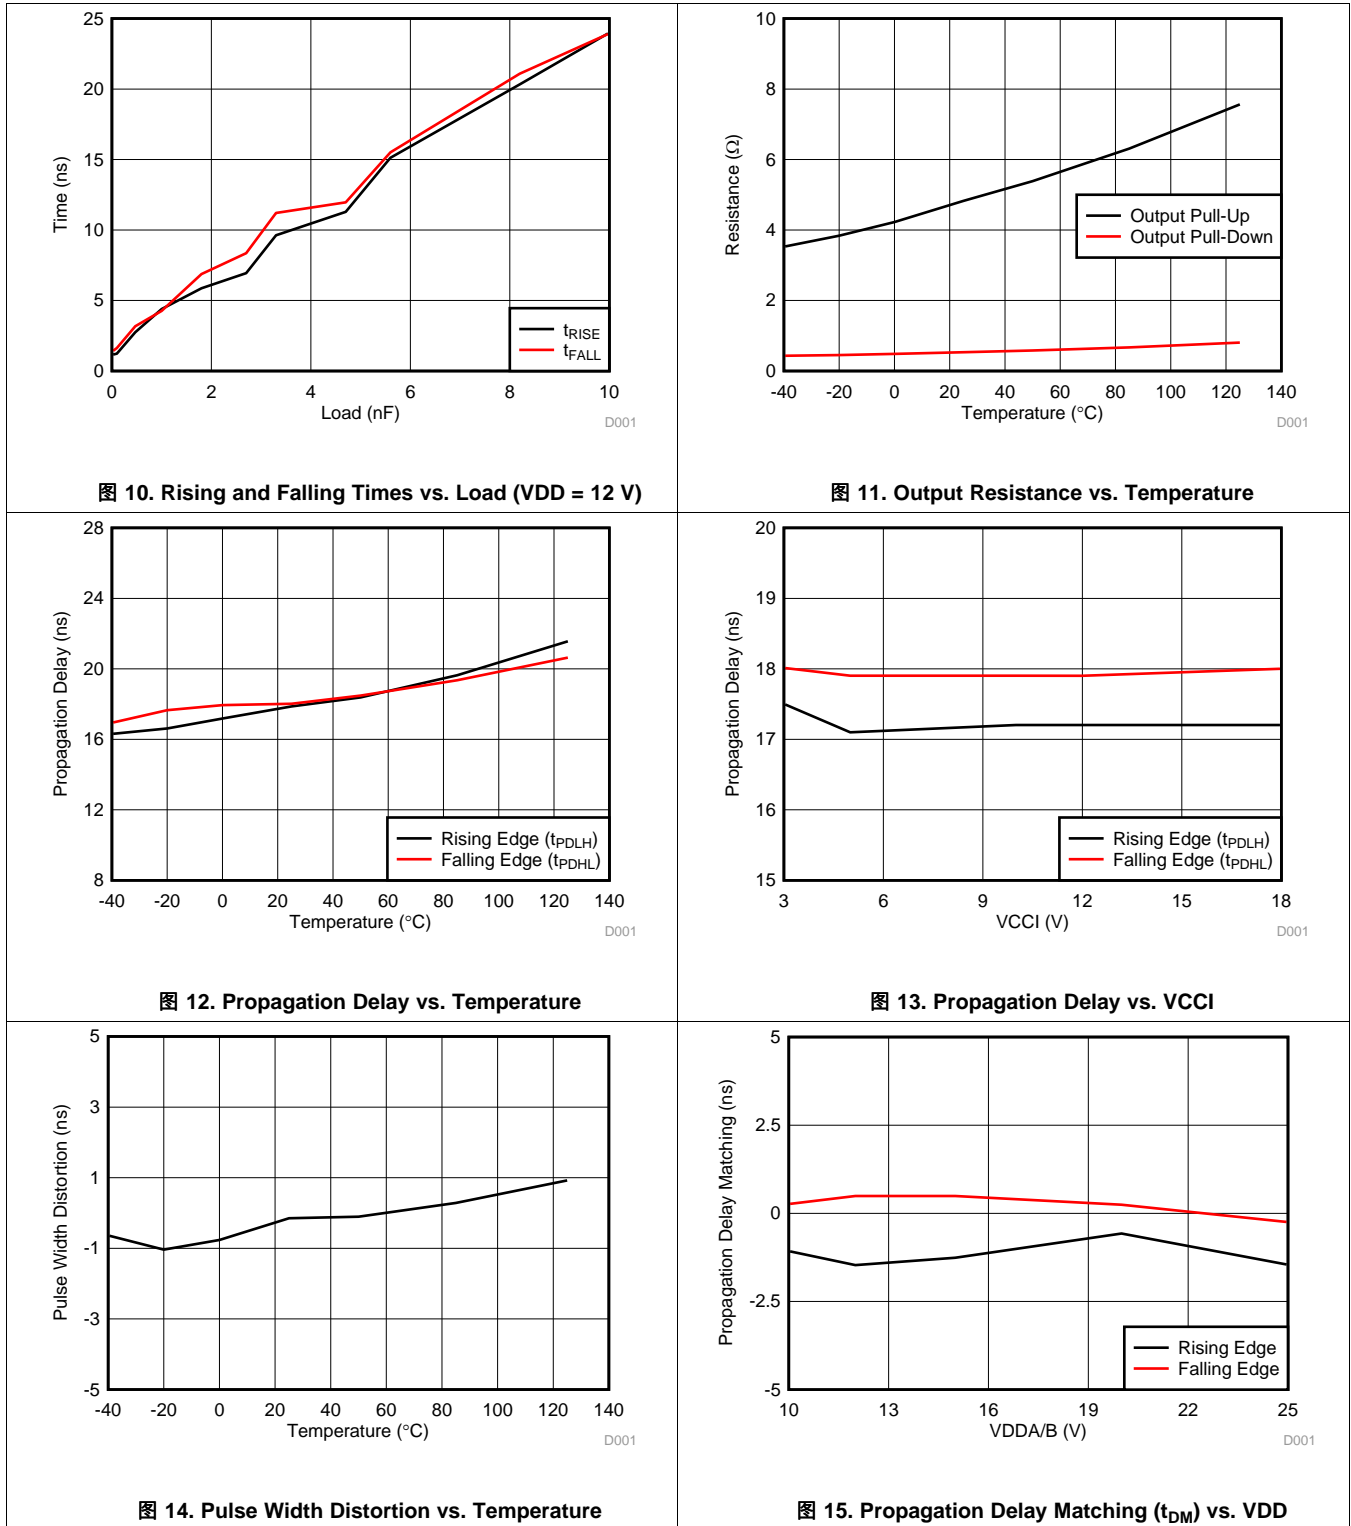 25
20
15
10
5
0
Time (ns)
0 2 4 6 8 10
Load (nF)
D001
tRISE
tFALL
图 10. Rising and Falling Times vs. Load (VDD = 12 V)
10
8
6
4
2
0
Resistance (Ω)
-40 -20 0 20 40 60 80 100 120 140
Temperature (°C)
D001
Output Pull-Up
Output Pull-Down
图 11. Output Resistance vs. Temperature
28
24
20
16
12
8
Propagation Delay (ns)
-40 -20 0 20 40 60 80 100 120 140
Temperature (°C)
D001
Rising Edge (tPDLH)
Falling Edge (tPDHL)
图 12. Propagation Delay vs. Temperature
20
19
18
17
16
15
Propagation Delay (ns)
3 6 9 12 15 18
VCCI (V)
D001
Rising Edge (tPDLH)
Falling Edge (tPDHL)
图 13. Propagation Delay vs. VCCI
5
3
1
-1
-3
-5
Pulse Width Distortion (ns)
-40 -20 0 20 40 60 80 100 120 140
Temperature (°C)
D001
图 14. Pulse Width Distortion vs. Temperature
5
2.5
0
-2.5
-5
Propagation Delay Matching (ns)
10 13 16 19 22 25
VDDA/B (V)
D001
Rising Edge
Falling Edge
图 15. Propagation Delay Matching (tDM) vs. VDD